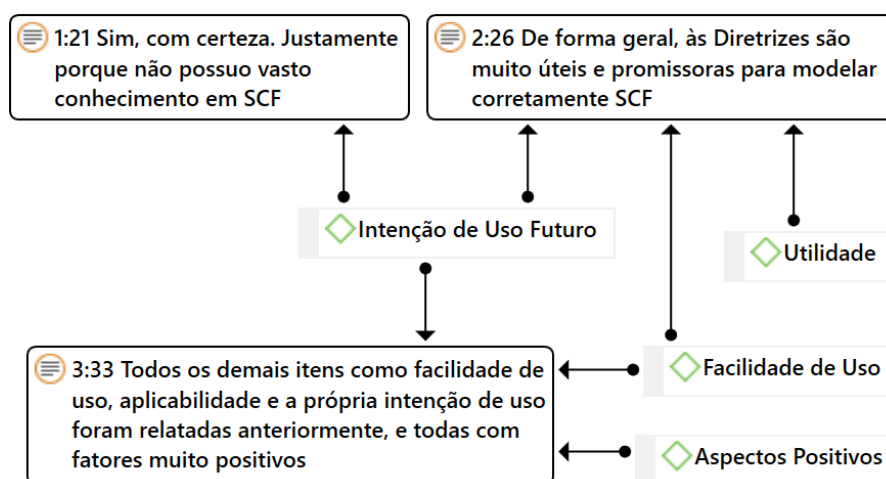 1:21 Sim, com certeza. Justamente
porque não possuo vasto
conhecimento em SCF
2:26 De forma geral, às Diretrizes são
muito úteis e promissoras para modelar
corretamente SCF
Intenção de Uso Futuro
Utilidade
3:33 Todos os demais itens como facilidade de
uso, aplicabilidade e a própria intenção de uso
foram relatadas anteriormente, e todas com
fatores muito positivos
Facilidade de Uso
Aspectos Positivos